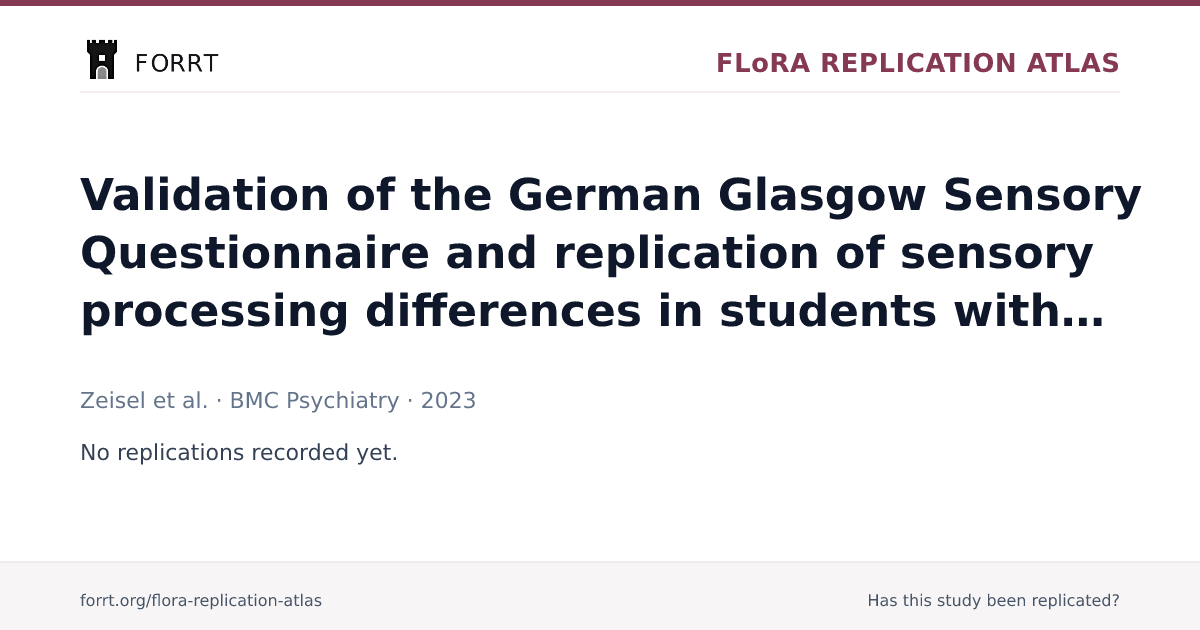 FORRT
FLoRA REPLICATION ATLAS
Validation of the German Glasgow Sensory
Questionnaire and replication of sensory
processing differences in students with…
Zeisel et al. · BMC Psychiatry · 2023
No replications recorded yet.
forrt.org/flora-replication-atlas
Has this study been replicated?